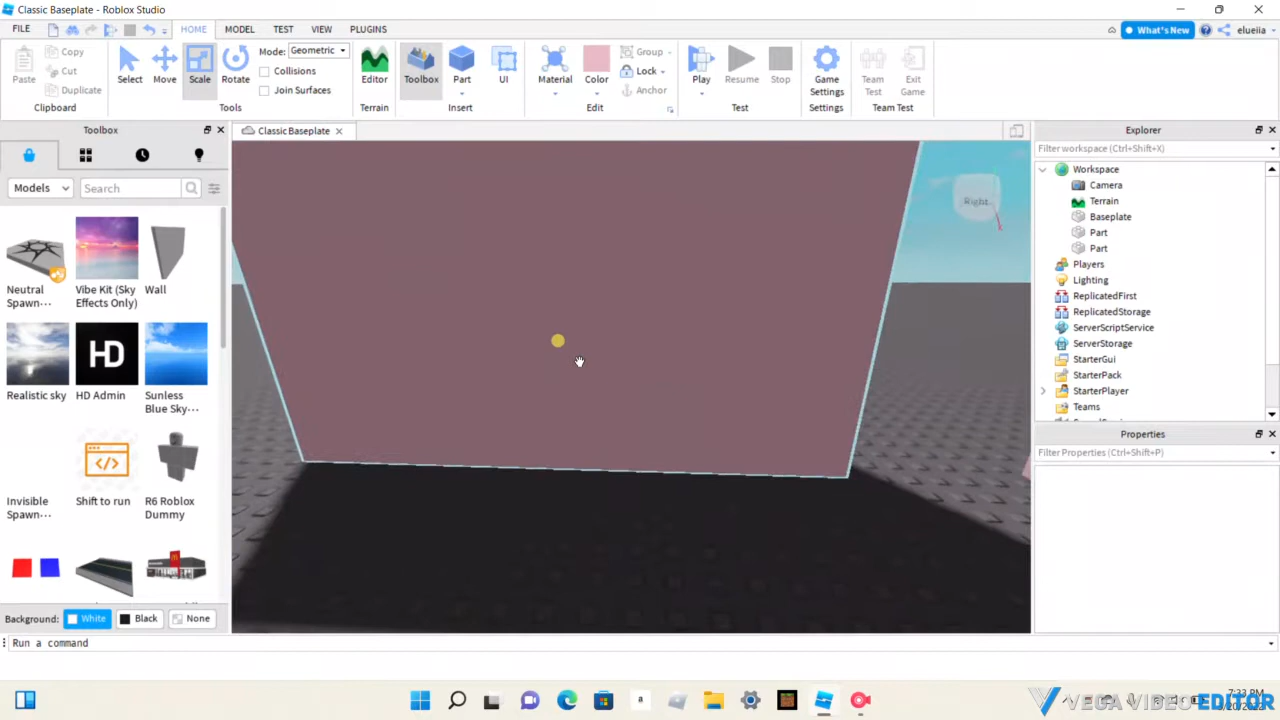 Classic Baseplate - Roblox Studio
FILE
HOME
MODEL
TEST
VIEW
PLUGINS
What's New
elueiia
Paste
Copy
Cut
Duplicate
Clipboard
Select
Move
Scale
Rotate
Mode: Geometric
Collisions
Join Surfaces
Tools
Editor
Terrain
Toolbox
Part
UI
Insert
Material
Color
Group
Lock
Anchor
Edit
Play
Resume
Stop
Test
Game
Settings
Settings
Team
Test
Exit
Game
Team Test
Toolbox
Classic Baseplate
Models
Search
Neutral
Spawn...
Vibe Kit (Sky
Effects Only)
Wall
HD
Realistic sky
HD Admin
Sunless
Blue Sky...
Invisible
Spawn...
Shift to run
R6 Roblox
Dummy
Background: White Black None
Right
Explorer
Filter workspace (Ctrl+Shift+X)
Workspace
Camera
Terrain
Baseplate
Part
Part
Players
Lighting
ReplicatedFirst
ReplicatedStorage
ServerScriptService
ServerStorage
StarterGui
StarterPack
StarterPlayer
Teams
Properties
Filter Properties (Ctrl+Shift+P)
Run a command
a
7:33 PM
VEGA VIDEO EDITOR